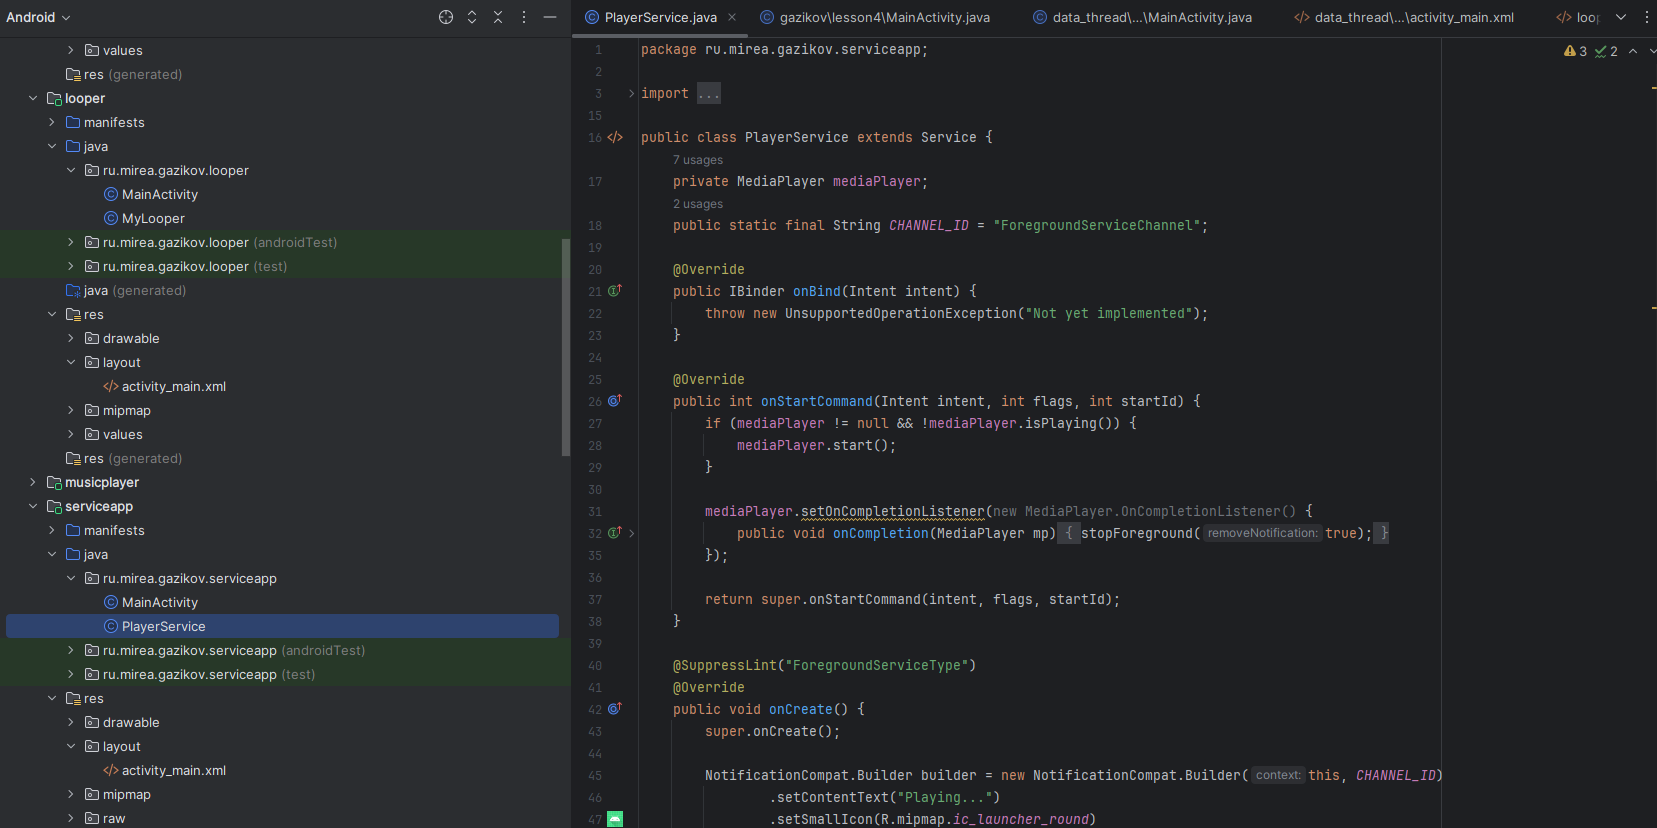 Android
values
res (generated)
looper
manifests
java
ru.mirea.gazikov.looper
MainActivity
MyLooper
ru.mirea.gazikov.looper (androidTest)
ru.mirea.gazikov.looper (test)
java (generated)
res
drawable
layout
</> activity_main.xml
mipmap
values
res (generated)
musicplayer
serviceapp
manifests
java
ru.mirea.gazikov.serviceapp
MainActivity
PlayerService
ru.mirea.gazikov.serviceapp (androidTest)
ru.mirea.gazikov.serviceapp (test)
res
drawable
layout
</> activity_main.xml
mipmap
raw
PlayerService.java
gazikov\lesson4\MainActivity.java
data_thread\...\MainActivity.java
</> data_thread\...\activity_main.xml
</> loop
3 2
1 package ru.mirea.gazikov.serviceapp;
2
3 import ...
15
16 public class PlayerService extends Service {
7 usages
17 private MediaPlayer mediaPlayer;
2 usages
18 public static final String CHANNEL_ID = "ForegroundServiceChannel";
19
20 @Override
21 public IBinder onBind(Intent intent) {
22 throw new UnsupportedOperationException("Not yet implemented");
23 }
24
25 @Override
26 public int onStartCommand(Intent intent, int flags, int startId) {
27 if (mediaPlayer != null && !mediaPlayer.isPlaying()) {
28 mediaPlayer.start();
29 }
30
31 mediaPlayer.setOnCompletionListener(new MediaPlayer.OnCompletionListener() {
32 public void onCompletion(MediaPlayer mp) { stopForeground( removeNotification: true); }
35 });
36
37 return super.onStartCommand(intent, flags, startId);
38 }
39
40 @SuppressLint("ForegroundServiceType")
41 @Override
42 public void onCreate() {
43 super.onCreate();
44
45 NotificationCompat.Builder builder = new NotificationCompat.Builder( context: this, CHANNEL_ID)
46 .setContentText("Playing...")
47 .setSmallIcon(R.mipmap.ic_launcher_round)